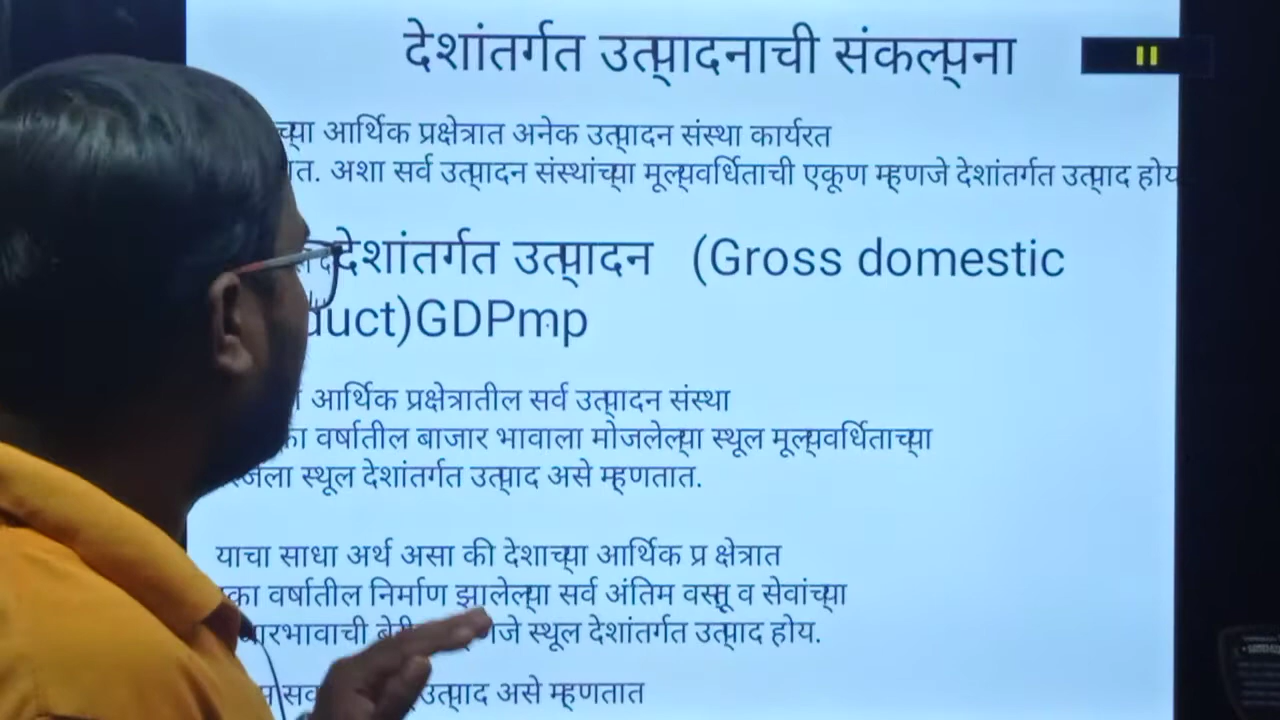 देशांतर्गत उत्पादनाची संकल्पना
च्या आर्थिक प्रक्षेत्रात अनेक उत्पादन संस्था कार्यरत
अशा सर्व उत्पादन संस्थांच्या मूल्यवर्धिताची एकूण म्हणजे देशांतर्गत उत्पाद होय
देशांतर्गत उत्पादन (Gross domestic
duct)GDPmp
आर्थिक प्रक्षेत्रातील सर्व उत्पादन संस्था
का वर्षातील बाजार भावाला मोजलेल्या स्थूल मूल्यवर्धिताच्या
स्थूल देशांतर्गत उत्पाद असे म्हणतात.
याचा साधा अर्थ असा की देशाच्या आर्थिक प्र क्षेत्रात
का वर्षातील निर्माण झालेल्या सर्व अंतिम वस्तू व सेवांच्या
रभावाची स्थूल देशांतर्गत उत्पाद होय.
उत्पाद असे म्हणतात